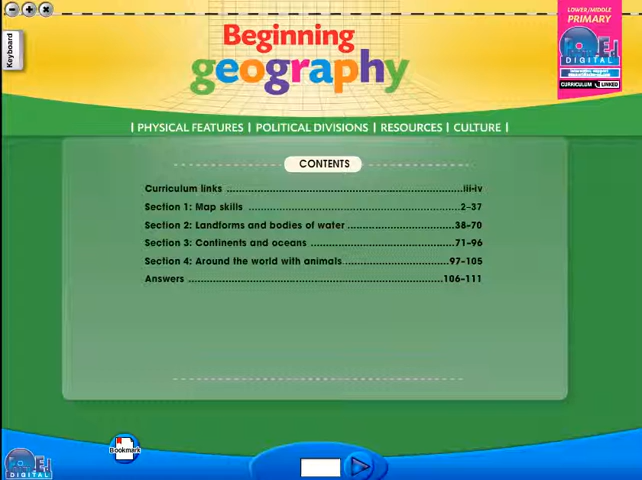 Keyboard
Beginning
geography
LOWER/MIDDLE
PRIMARY
DIGITAL
CURRICULUM LINKED
| PHYSICAL FEATURES | POLITICAL DIVISIONS | RESOURCES | CULTURE |
CONTENTS
Curriculum links ........................................................................iii-iv
Section 1: Map skills ................................................................2–37
Section 2: Landforms and bodies of water ...................................38–70
Section 3: Continents and oceans ..............................................71–96
Section 4: Around the world with animals....................................97–105
Answers ..............................................................................106–111
Bookmark
DIGITAL